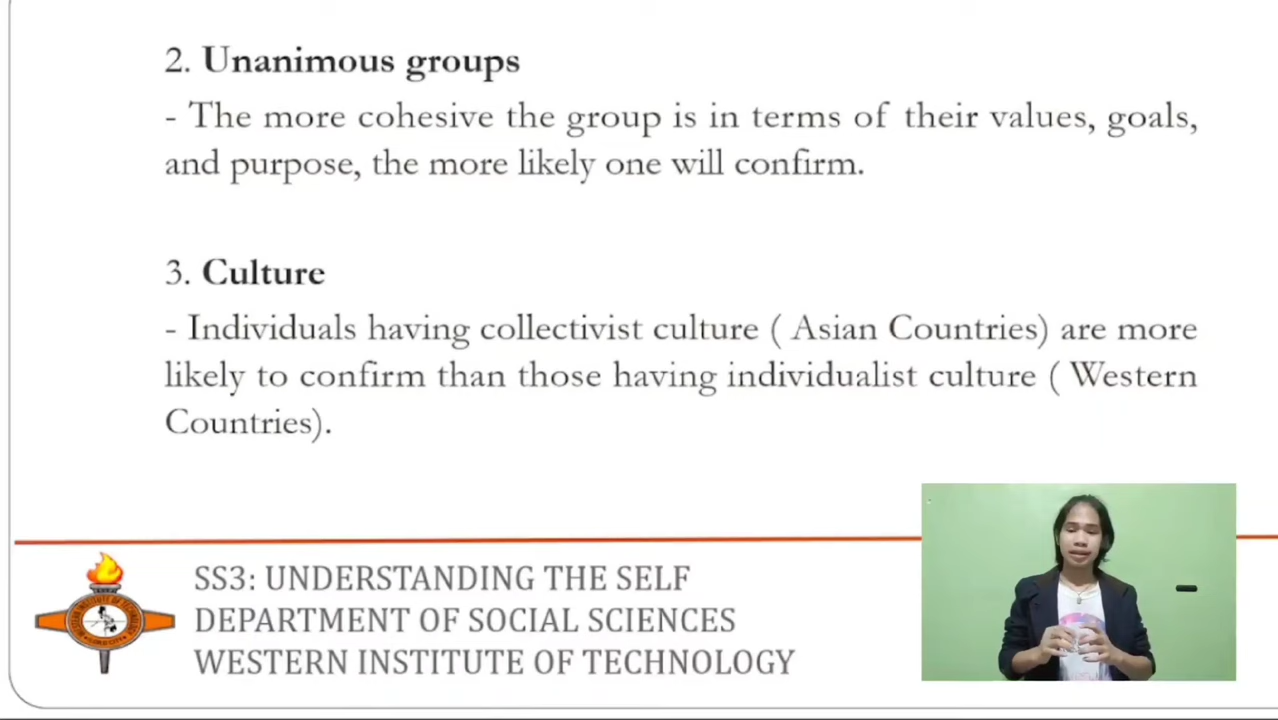 2. Unanimous groups
- The more cohesive the group is in terms of their values, goals,
and purpose, the more likely one will confirm.
3. Culture
- Individuals having collectivist culture ( Asian Countries) are more
likely to confirm than those having individualist culture ( Western
Countries).
SS3: UNDERSTANDING THE SELF
DEPARTMENT OF SOCIAL SCIENCES
WESTERN INSTITUTE OF TECHNOLOGY